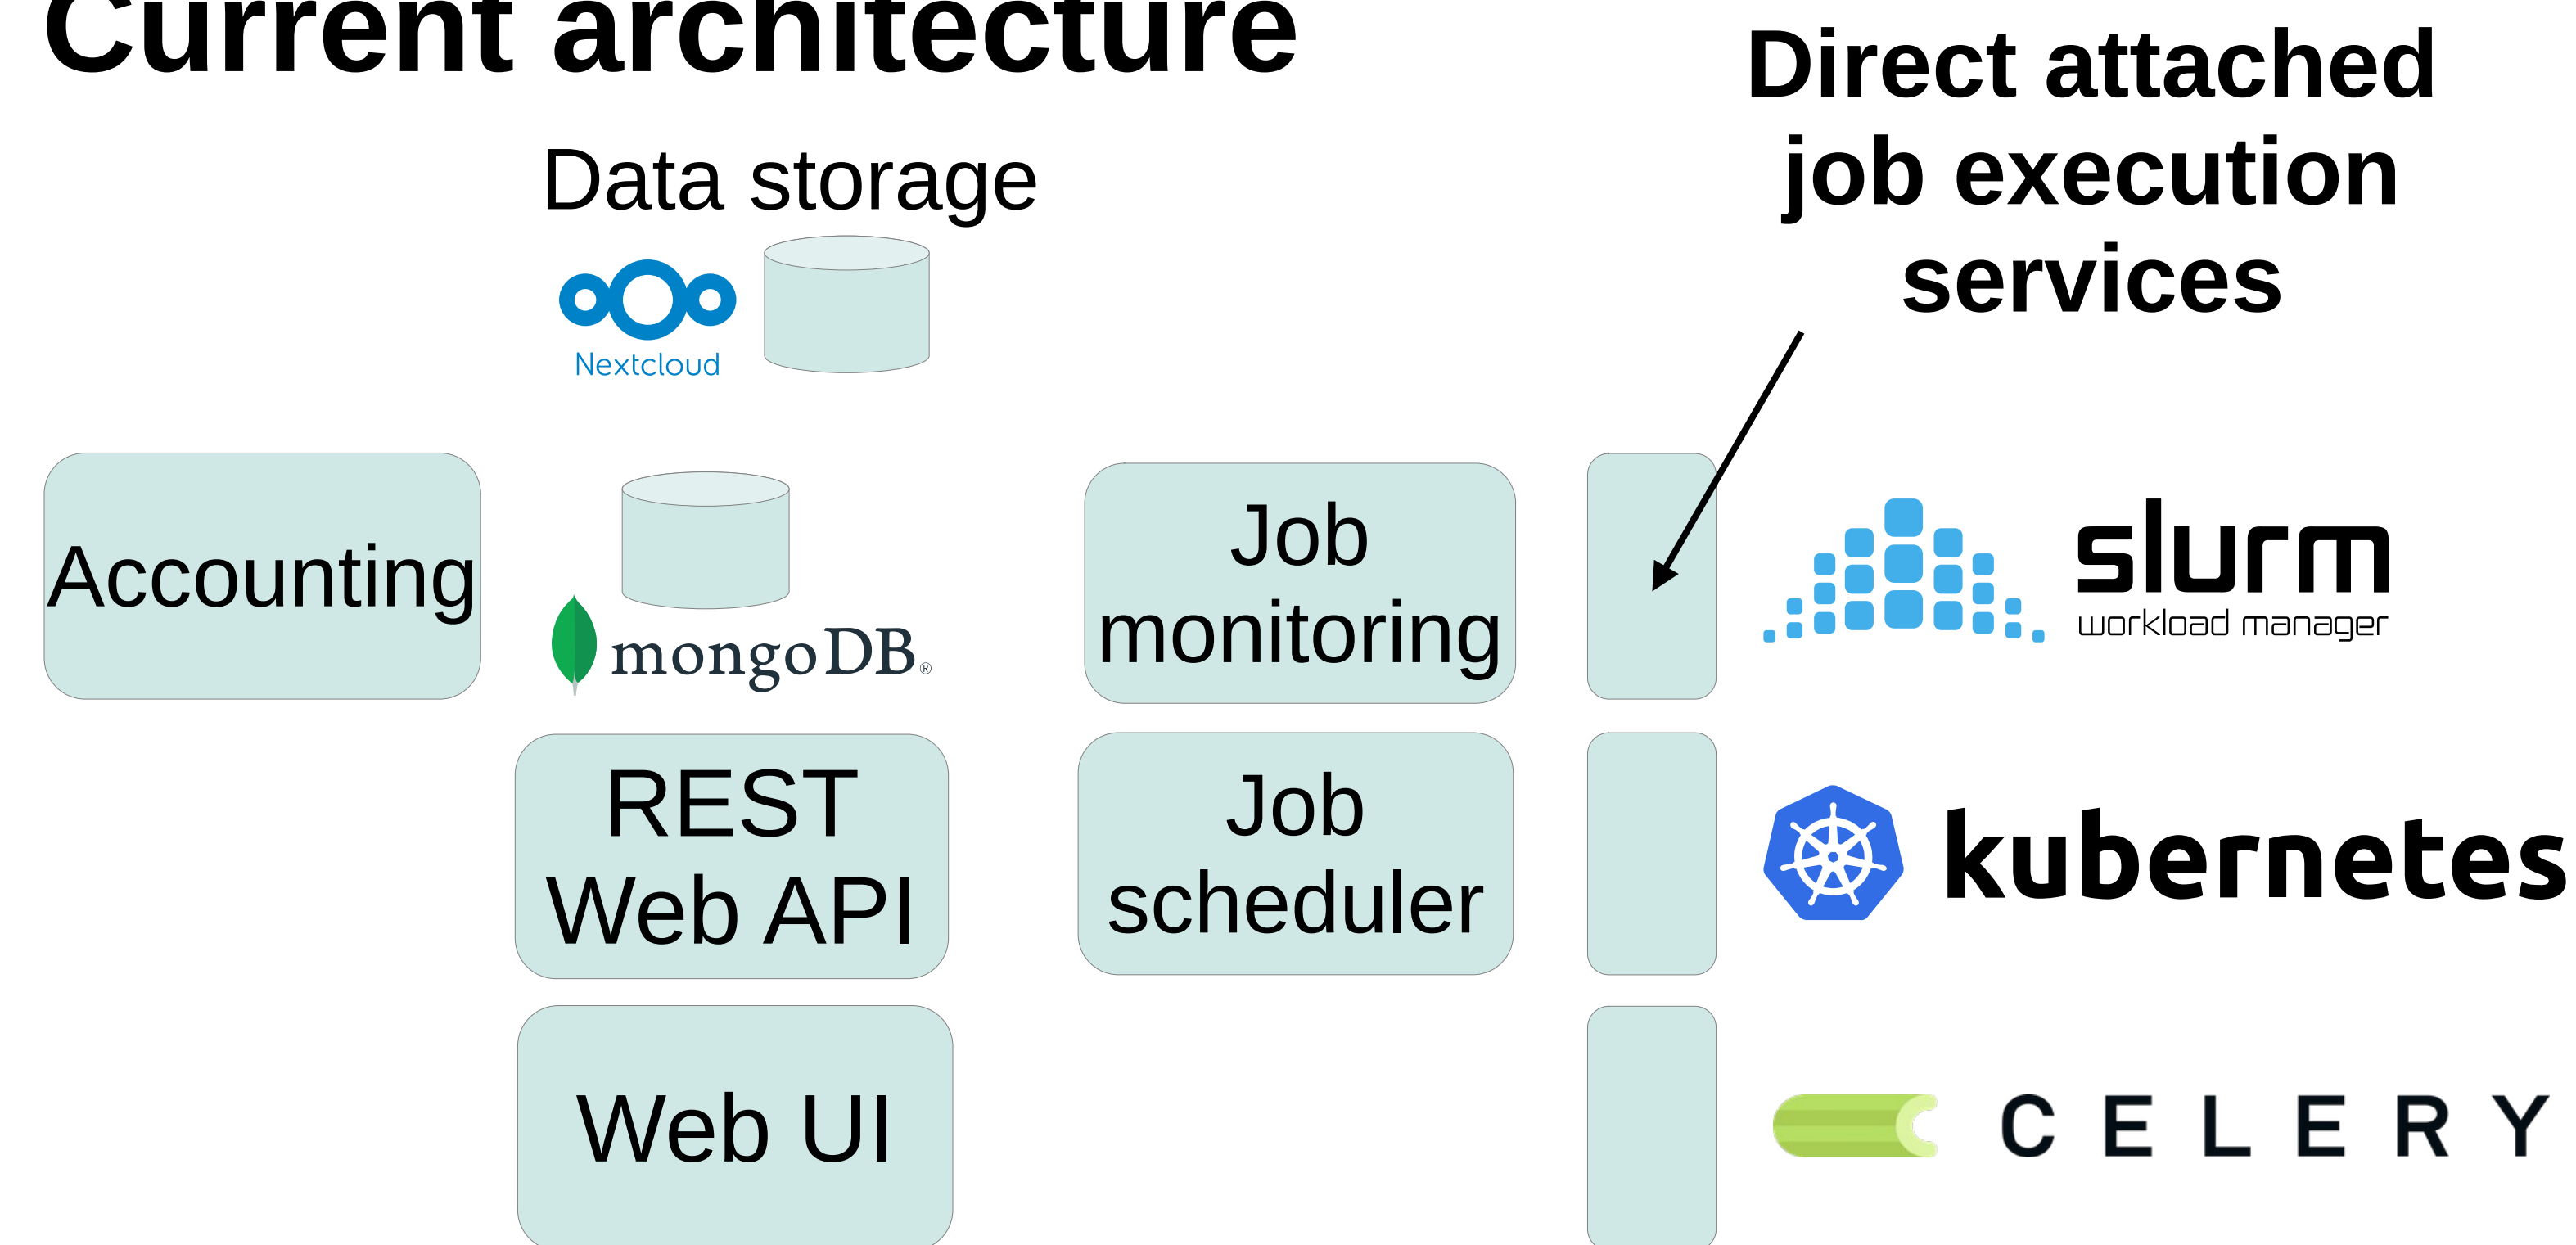 Current architecture
Direct attached
job execution
services
Data storage
Nextcloud
Accounting
mongoDB®
Job
monitoring
slurm
workload manager
REST
Web API
Job
scheduler
kubernetes
Web UI
CELERY